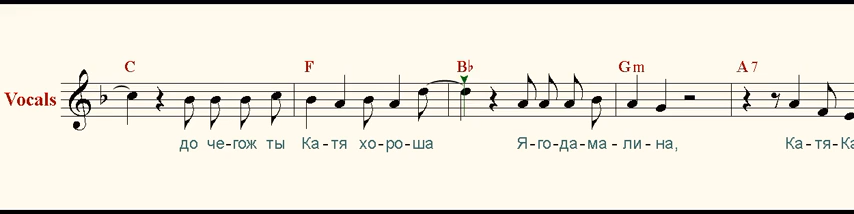 C F B♭ Gm A7
Vocals
до че-гож ты Ка-тя хо-ро-ша Я-го-да-ма-ли-на, Ка-тя-Ка